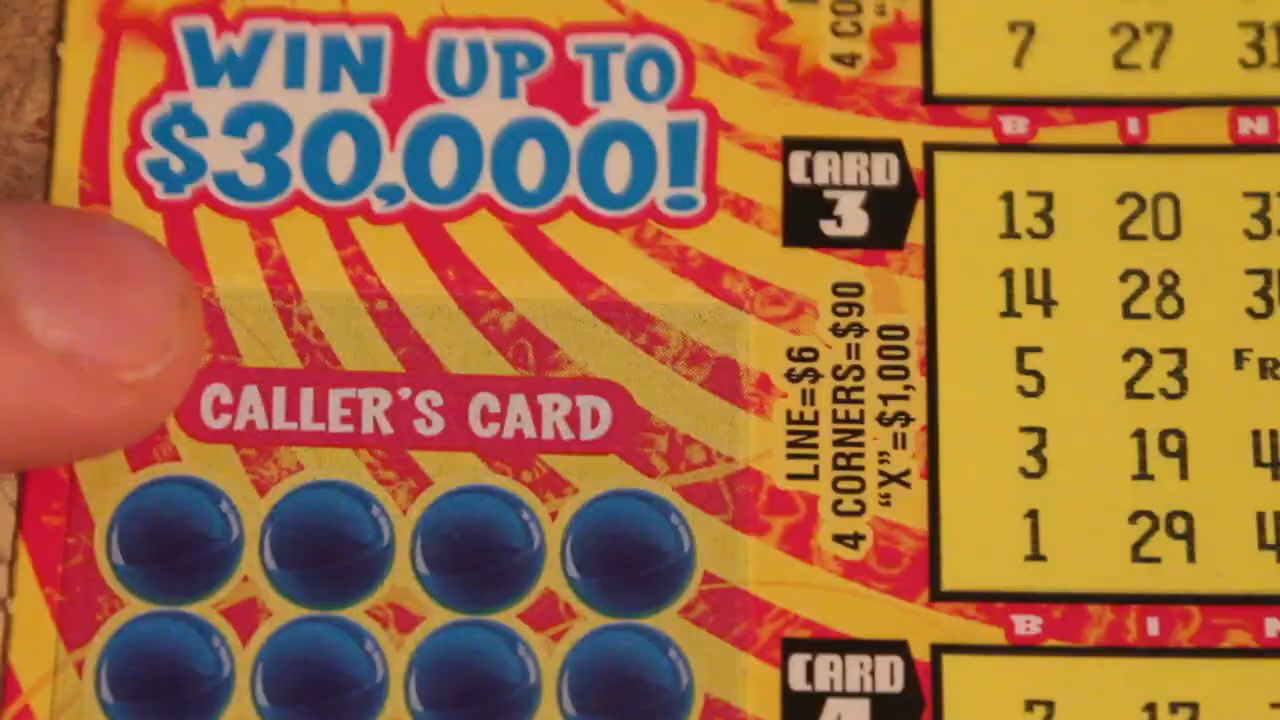 WIN UP TO
$30,000!
CALLER'S CARD
7 27 31
B I N
CARD
3
LINE=$6
4 CORNERS=$90
"X"=$1,000
13 20
14 28
5 23
3 19
1 29
B I
CARD
4